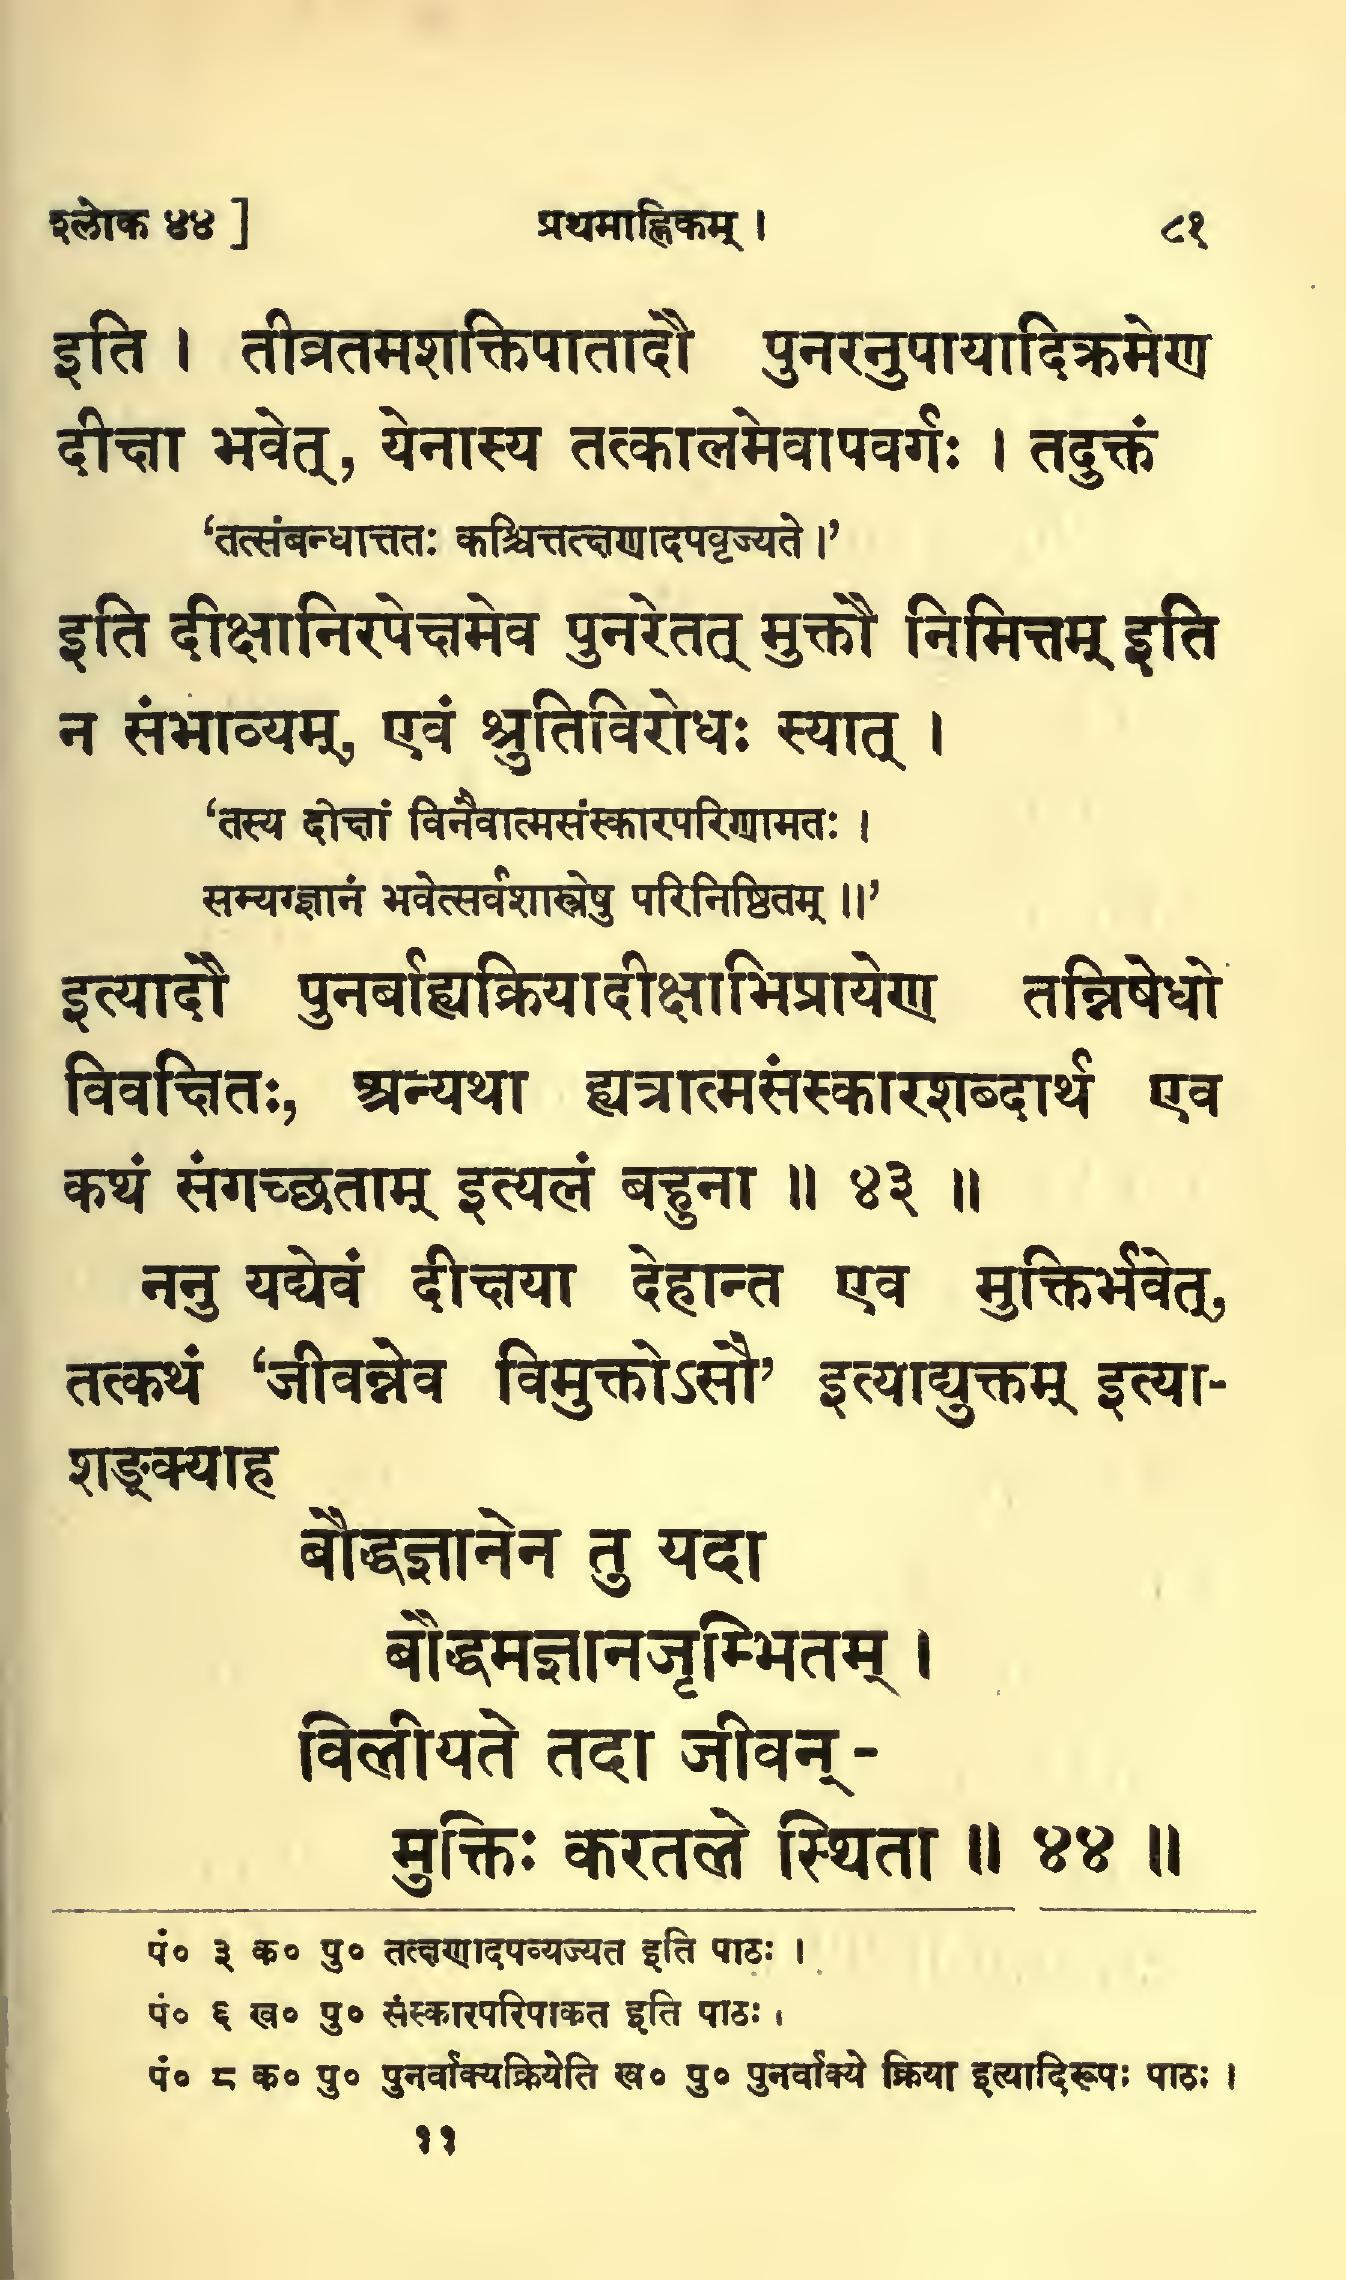 श्लोक ४४ ] प्रथमाह्निकम् । ८१
इति । तीव्रतमशक्तिपातादौ पुनरनुपायादिक्रमेण
दीक्षा भवेत्, येनास्य तत्कालमेवापवर्गः । तदुक्तं
‘तत्संबन्धात्ततः कश्चित्तत्क्षणादपवृज्यते ।’
इति दीक्षानिरपेक्षमेव पुनरेतत् मुक्तौ निमित्तम् इति
न संभाव्यम्, एवं श्रुतिविरोधः स्यात् ।
‘तस्य दीक्षां विनैवात्मसंस्कारपरिणामतः ।
सम्यग्ज्ञानं भवेत्सर्वशास्त्रेषु परिनिष्ठितम् ॥’
इत्यादौ पुनर्बाह्यक्रियादीक्षाभिप्रायेण तन्निषेधो
विवक्षितः, अन्यथा ह्यत्रात्मसंस्कारशब्दार्थ एव
कथं संगच्छताम् इत्यलं बहुना ॥ ४३ ॥
ननु यद्येवं दीक्षया देहान्त एव मुक्तिर्भवेत्,
तत्कथं ‘जीवन्नेव विमुक्तोऽसौ’ इत्याद्युक्तम् इत्या-
शङ्क्याह
बौद्धज्ञानेन तु यदा
बौद्धमज्ञानजृम्भितम् ।
विलीयते तदा जीवन् -
मुक्तिः करतले स्थिता ॥ ४४ ॥
पं० ३ क० पु० तत्क्षणादपव्यज्यत इति पाठः ।
पं० ६ ख० पु० संस्कारपरिपाकत इति पाठः ।
पं० ८ क० पु० पुनर्वाक्यक्रियेति ख० पु० पुनर्वाक्ये क्रिया इत्यादिरूपः पाठः ।
११